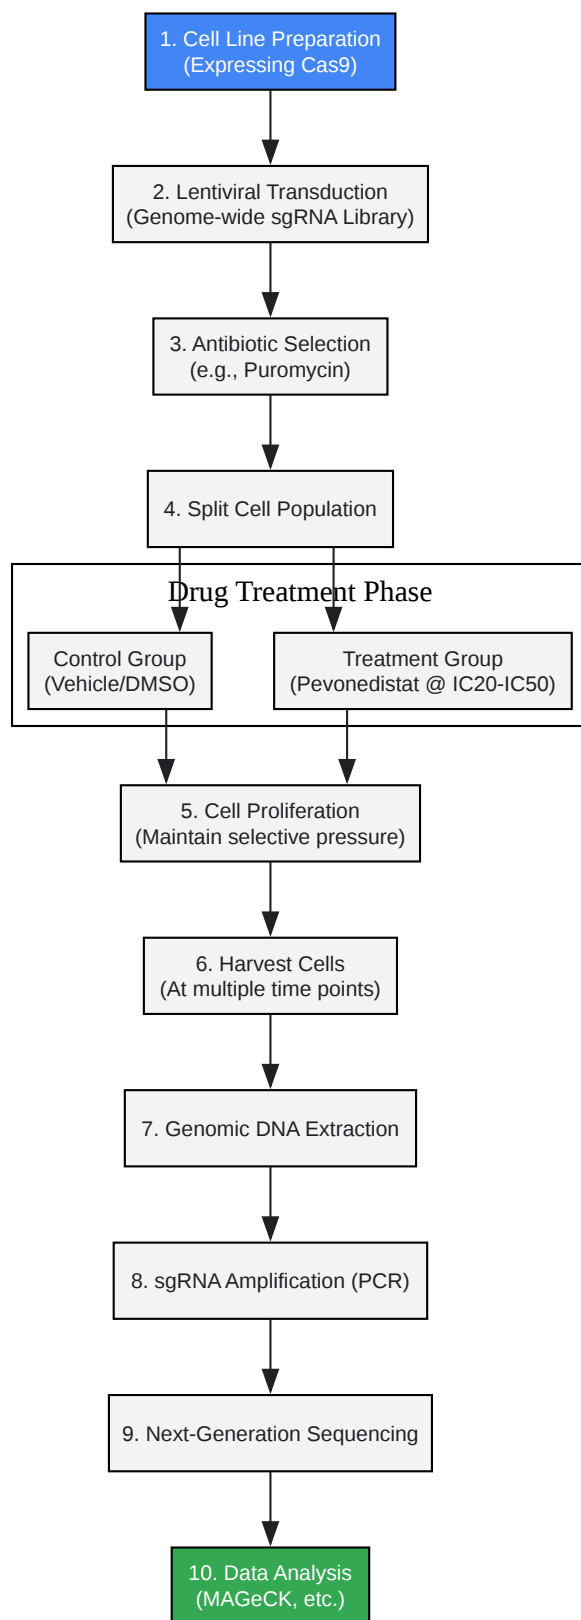 1. Cell Line Preparation
(Expressing Cas9)
2. Lentiviral Transduction
(Genome-wide sgRNA Library)
3. Antibiotic Selection
(e.g., Puromycin)
4. Split Cell Population
Drug Treatment Phase
Control Group
(Vehicle/DMSO)
Treatment Group
(Pevonedistat @ IC20-IC50)
5. Cell Proliferation
(Maintain selective pressure)
6. Harvest Cells
(At multiple time points)
7. Genomic DNA Extraction
8. sgRNA Amplification (PCR)
9. Next-Generation Sequencing
10. Data Analysis
(MAGeCK, etc.)